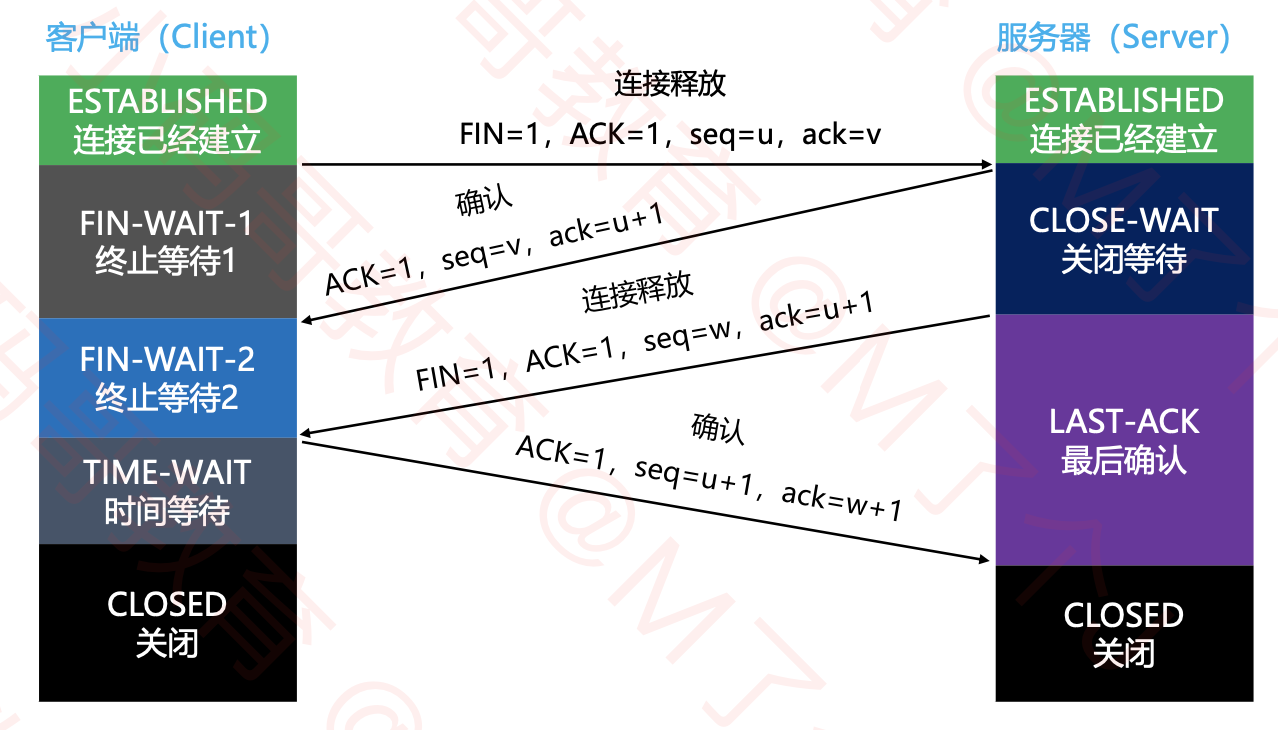 客户端（Client）
服务器（Server）
ESTABLISHED
连接已经建立
FIN-WAIT-1
终止等待1
FIN-WAIT-2
终止等待2
TIME-WAIT
时间等待
CLOSED
关闭
连接释放
FIN=1，ACK=1，seq=u，ack=v
确认
ACK=1，seq=v，ack=u+1
连接释放
FIN=1，ACK=1，seq=w，ack=u+1
确认
ACK=1，seq=u+1，ack=w+1
ESTABLISHED
连接已经建立
CLOSE-WAIT
关闭等待
LAST-ACK
最后确认
CLOSED
关闭